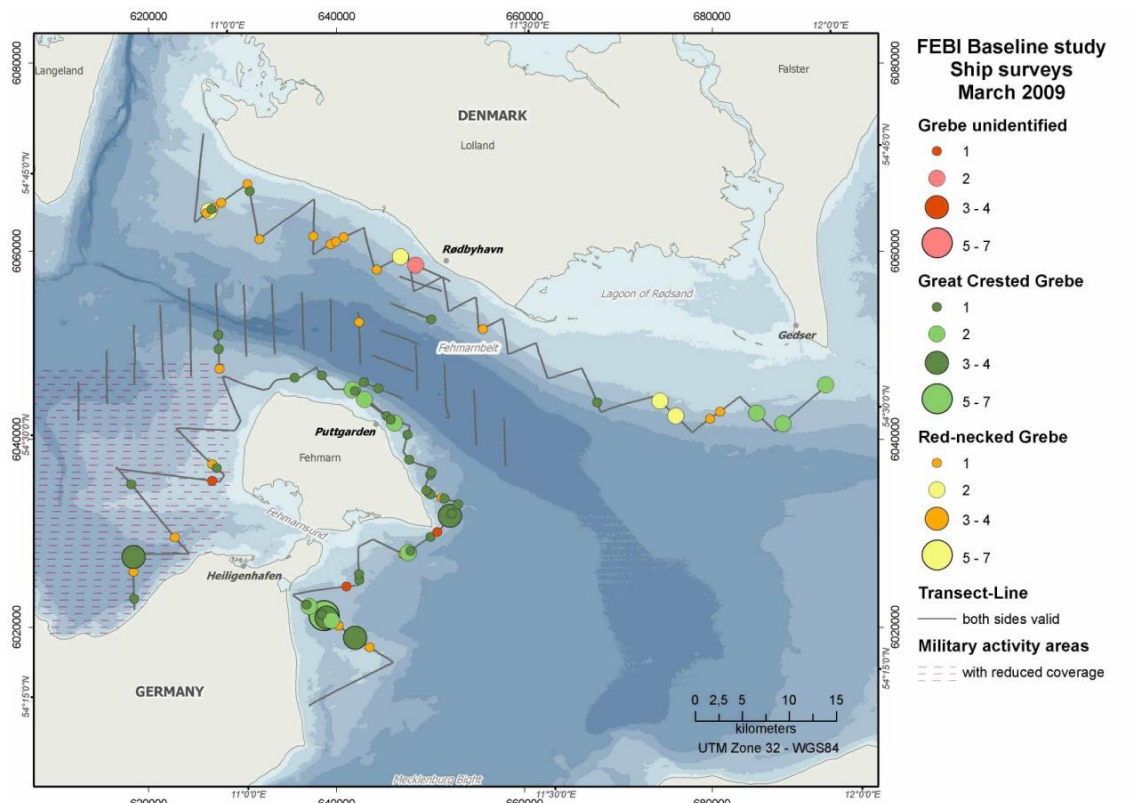 620000 640000 660000 680000
11°0'0"E 11°30'0"E 12°0'0"E
6080000
6060000
6040000
6020000
54°45'0"N
54°30'0"N
54°15'0"N
Langeland
DENMARK
Lolland
Falster
Rødbyhavn
Lagoon of Rødsand
Gedser
Fehmarnbelt
Puttgarden
Fehmarn
Fehmarnsund
Heiligenhafen
GERMANY
Mecklenburg Bight
0 2,5 5 10 15
kilometers
UTM Zone 32 - WGS84
6080000
6060000
6040000
6020000
54°45'0"N
54°30'0"N
54°15'0"N
620000 640000 660000 680000
11°0'0"E 11°30'0"E 12°0'0"E
FEBI Baseline study
Ship surveys
March 2009
Grebe unidentified
1
2
3 - 4
5 - 7
Great Crested Grebe
1
2
3 - 4
5 - 7
Red-necked Grebe
1
2
3 - 4
5 - 7
Transect-Line
both sides valid
Military activity areas
with reduced coverage